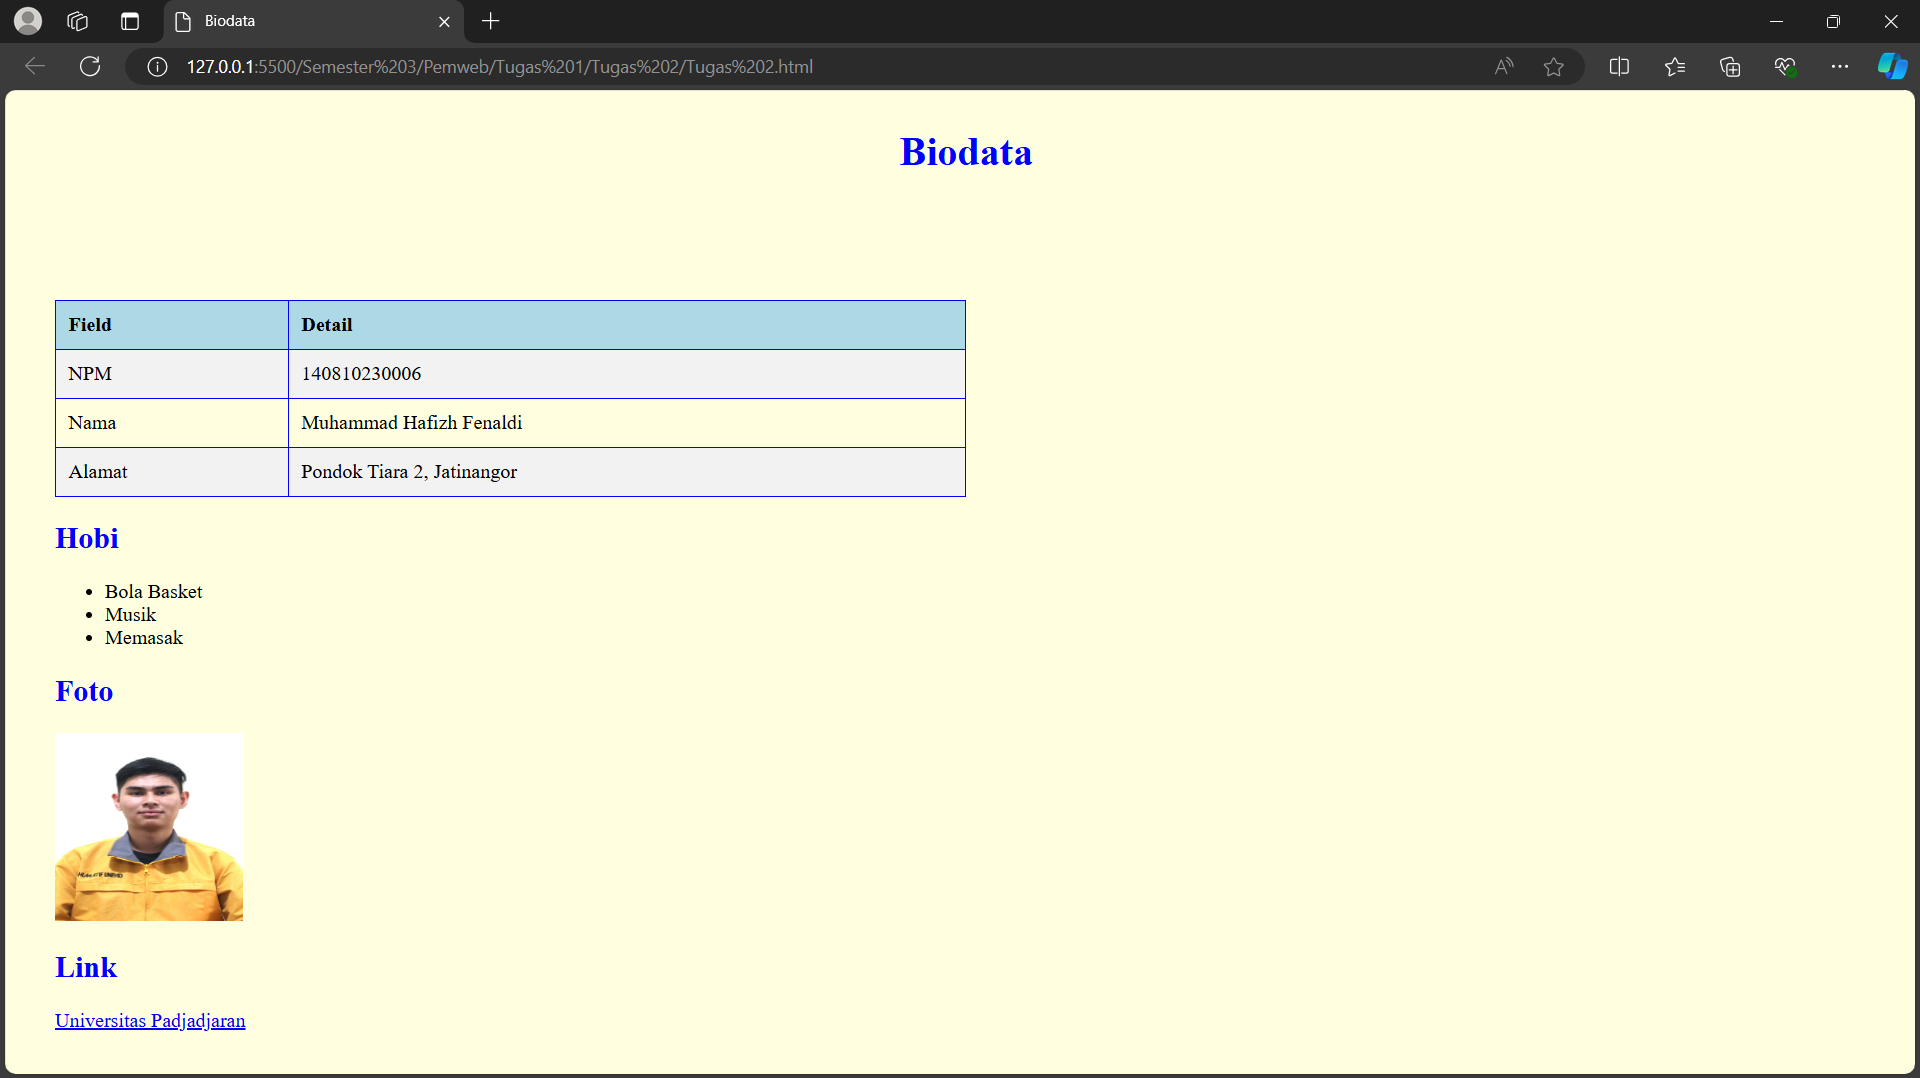 Biodata
127.0.0.1:5500/Semester%203/Pemweb/Tugas%201/Tugas%202/Tugas%202.html
Biodata
Field Detail
NPM 140810230006
Nama Muhammad Hafizh Fenaldi
Alamat Pondok Tiara 2, Jatinangor
Hobi
Bola Basket
Musik
Memasak
Foto
Link
Universitas Padjadjaran